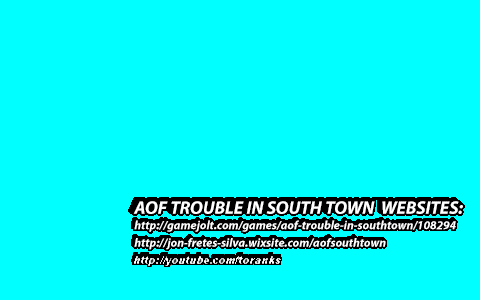 AOF TROUBLE IN SOUTH TOWN WEBSITES:
http://gamejolt.com/games/aof-trouble-in-southtown/108294
http://jon-fretes-silva.wixsite.com/aofsouthtown
http://youtube.com/toranks